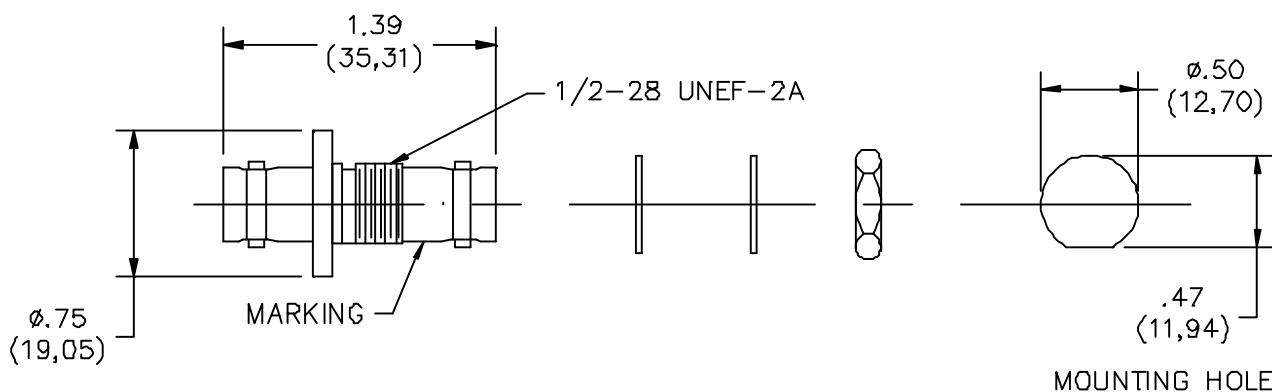 1.39
(35,31)
1/2-28 UNEF-2A
ø.50
(12,70)
ø.75
(19,05)
MARKING
.47
(11,94)
MOUNTING HOLE